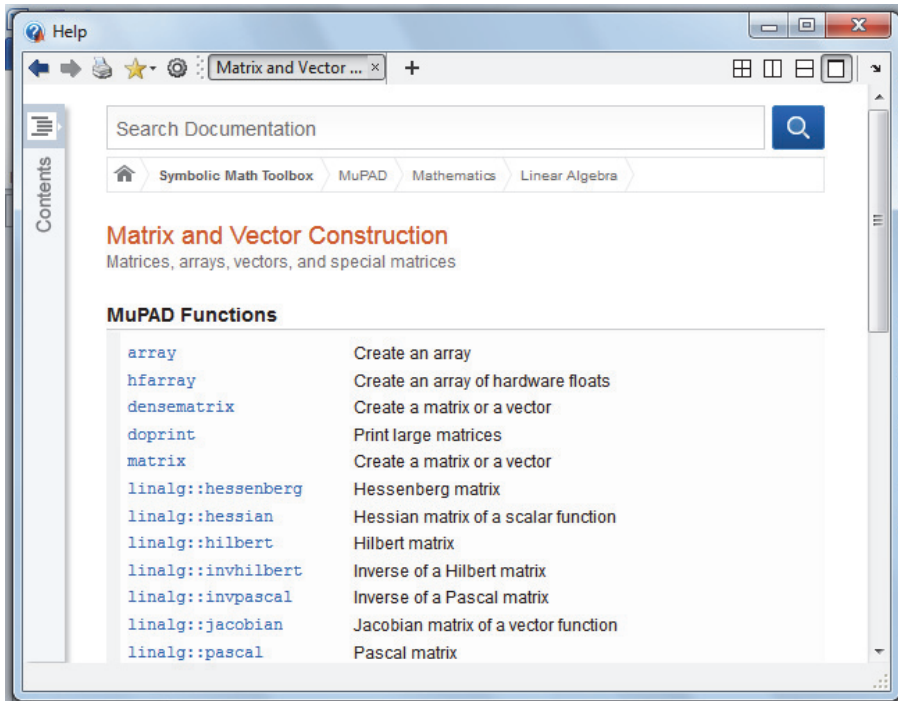 Help
Matrix and Vector ...
Search Documentation
Contents
Symbolic Math Toolbox MuPAD Mathematics Linear Algebra
Matrix and Vector Construction
Matrices, arrays, vectors, and special matrices
MuPAD Functions
array Create an array
hfarray Create an array of hardware floats
densematrix Create a matrix or a vector
doprint Print large matrices
matrix Create a matrix or a vector
linalg::hessenberg Hessenberg matrix
linalg::hessian Hessian matrix of a scalar function
linalg::hilbert Hilbert matrix
linalg::invhilbert Inverse of a Hilbert matrix
linalg::invpascal Inverse of a Pascal matrix
linalg::jacobian Jacobian matrix of a vector function
linalg::pascal Pascal matrix